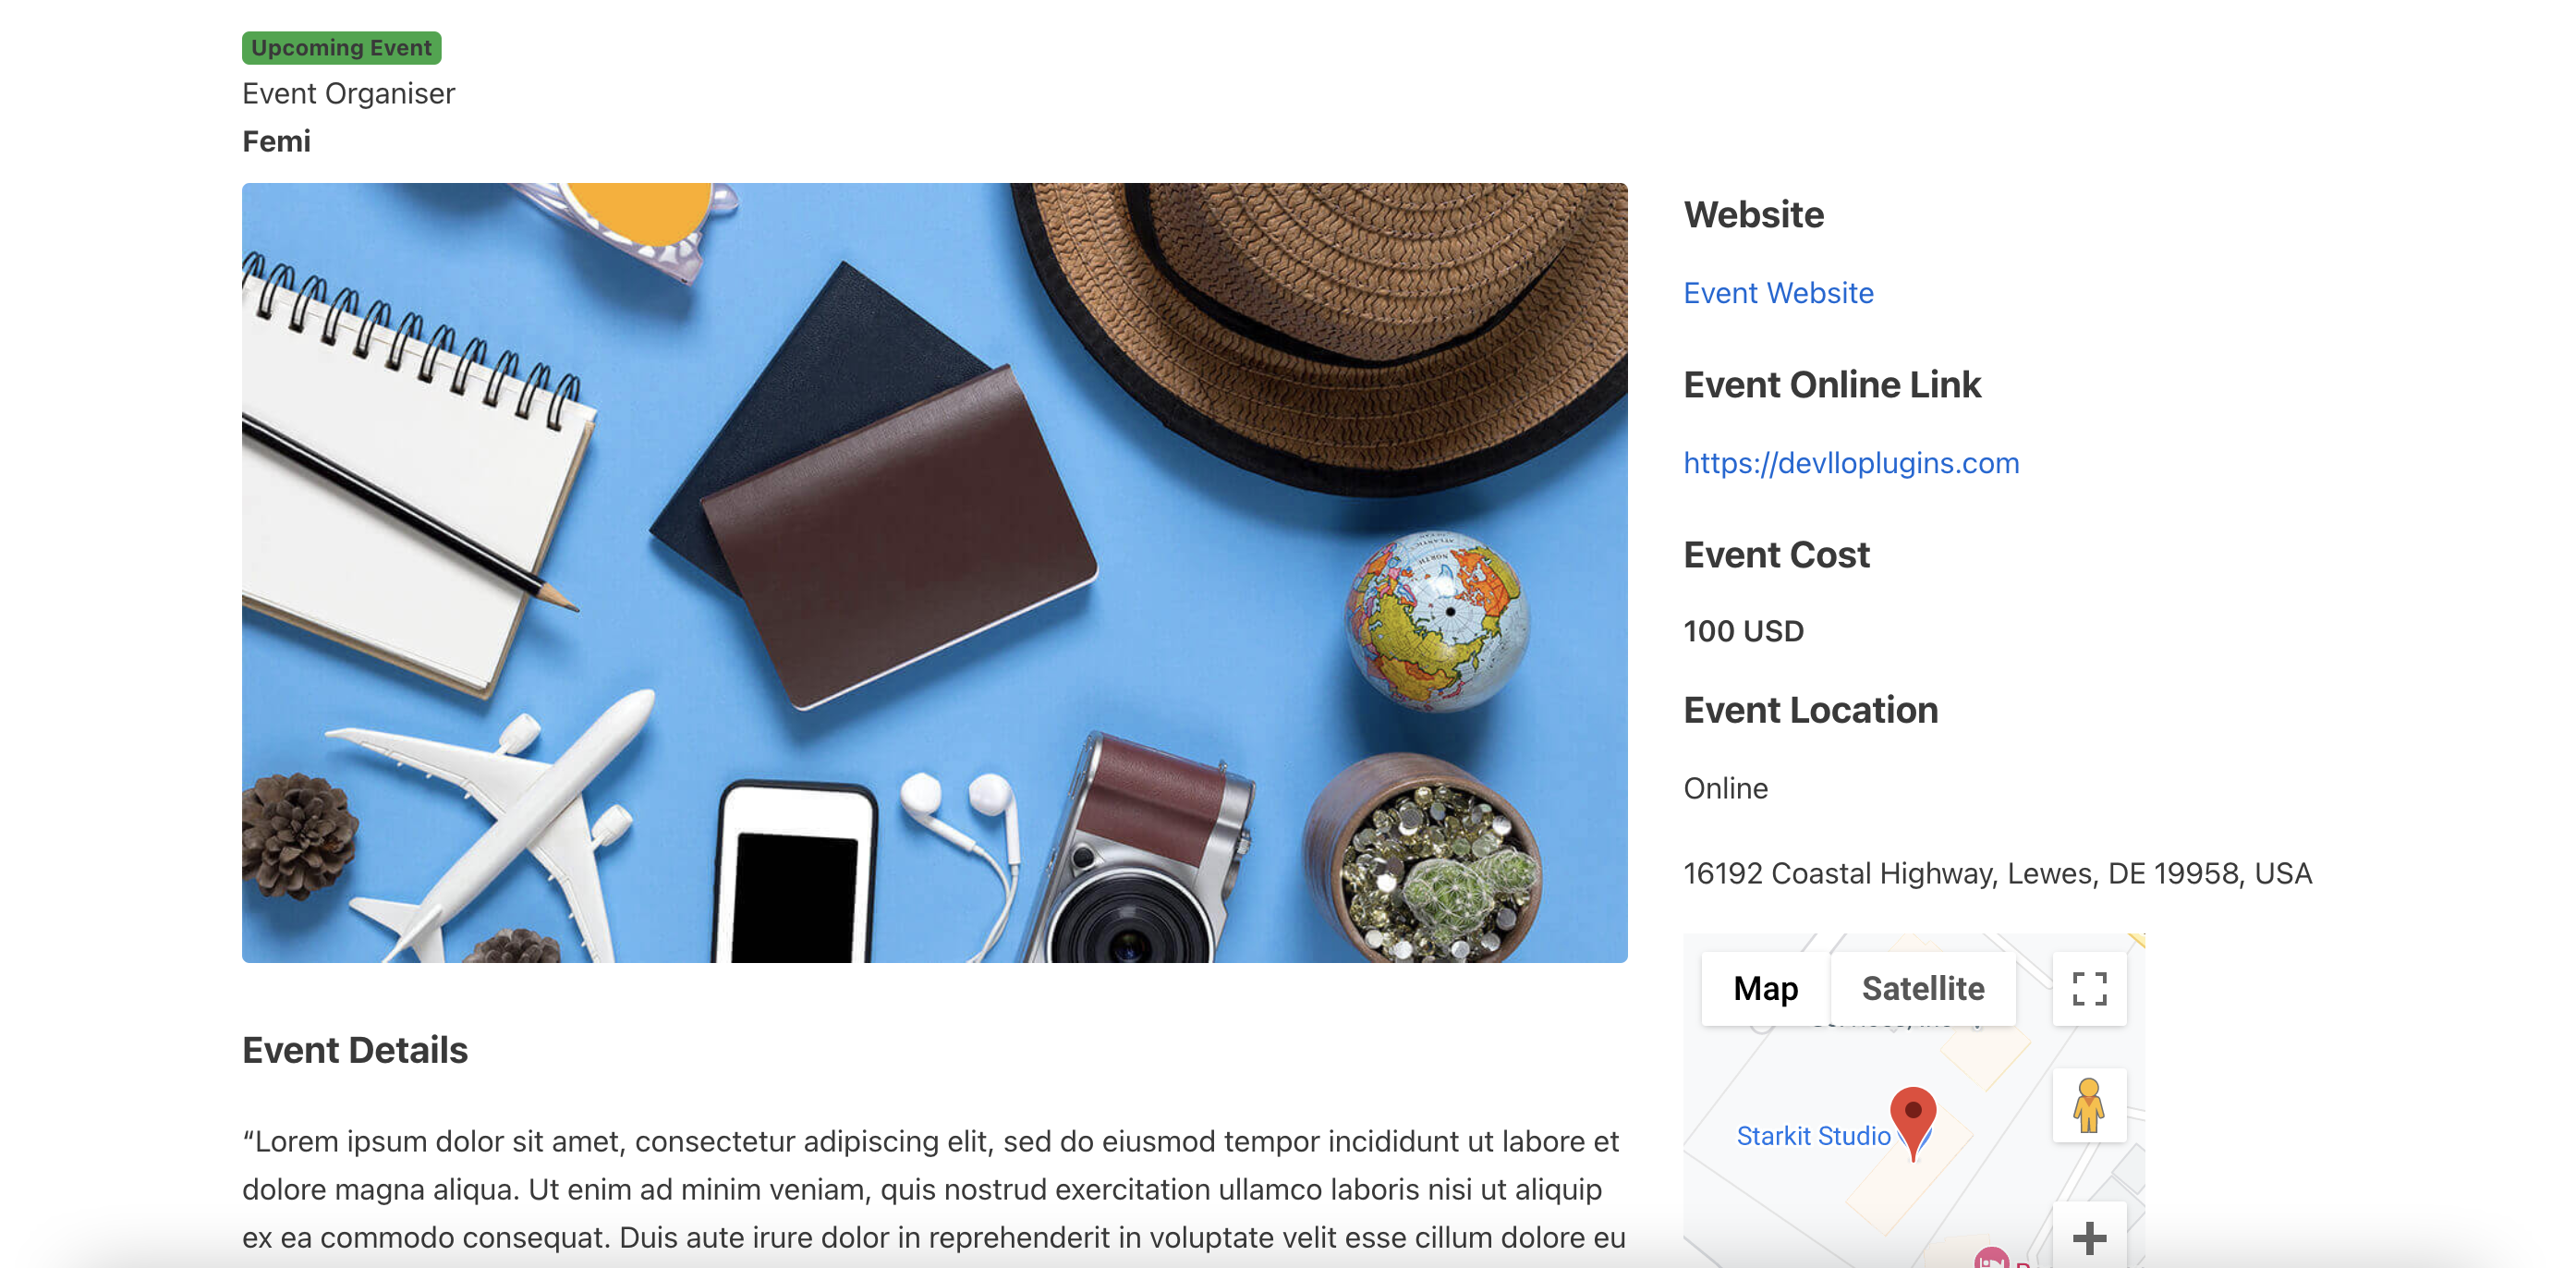 Upcoming Event
Event Organiser
Femi
Website
Event Website
Event Online Link
https://devlloplugins.com
Event Cost
100 USD
Event Location
Online
16192 Coastal Highway, Lewes, DE 19958, USA
Map
Satellite
Starkit Studio
Event Details
“Lorem ipsum dolor sit amet, consectetur adipiscing elit, sed do eiusmod tempor incididunt ut labore et
dolore magna aliqua. Ut enim ad minim veniam, quis nostrud exercitation ullamco laboris nisi ut aliquip
ex ea commodo consequat. Duis aute irure dolor in reprehenderit in voluptate velit esse cillum dolore eu